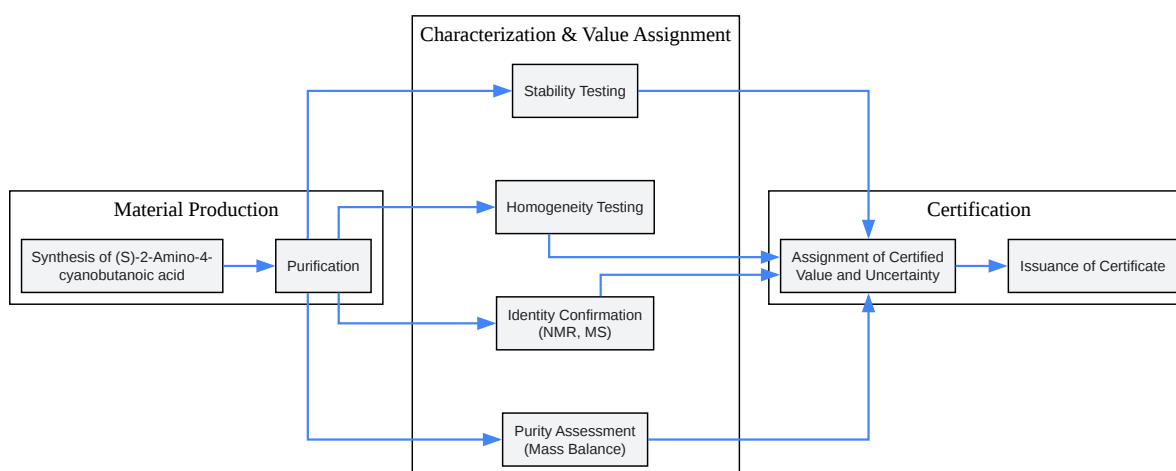 Characterization & Value Assignment
Stability Testing
Homogeneity Testing
Identity Confirmation
(NMR, MS)
Purity Assessment
(Mass Balance)
Material Production
Synthesis of (S)-2-Amino-4-
cyanobutanoic acid
Purification
Certification
Assignment of Certified
Value and Uncertainty
Issuance of Certificate